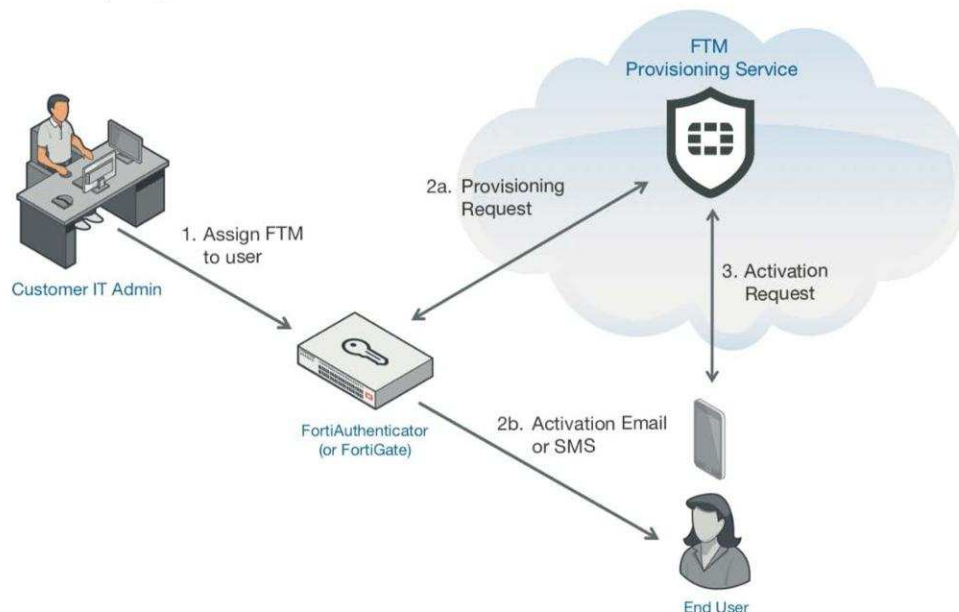 FTM
Provisioning Service
2a. Provisioning
Request
1. Assign FTM
to user
Customer IT Admin
3. Activation
Request
FortiAuthenticator
(or FortiGate)
2b. Activation Email
or SMS
End User